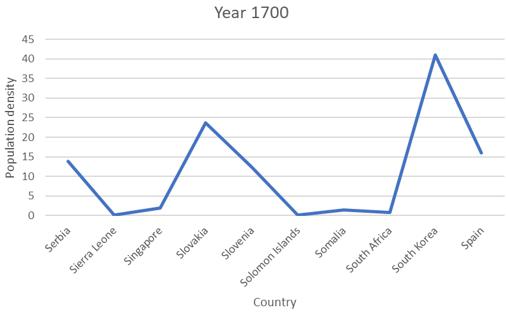 Year 1700
45
40
35
30
25
20
15
10
5
0
Population density
Serbia
Sierra Leone
Singapore
Slovakia
Slovenia
Solomon Islands
Somalia
South Africa
South Korea
Spain
Country